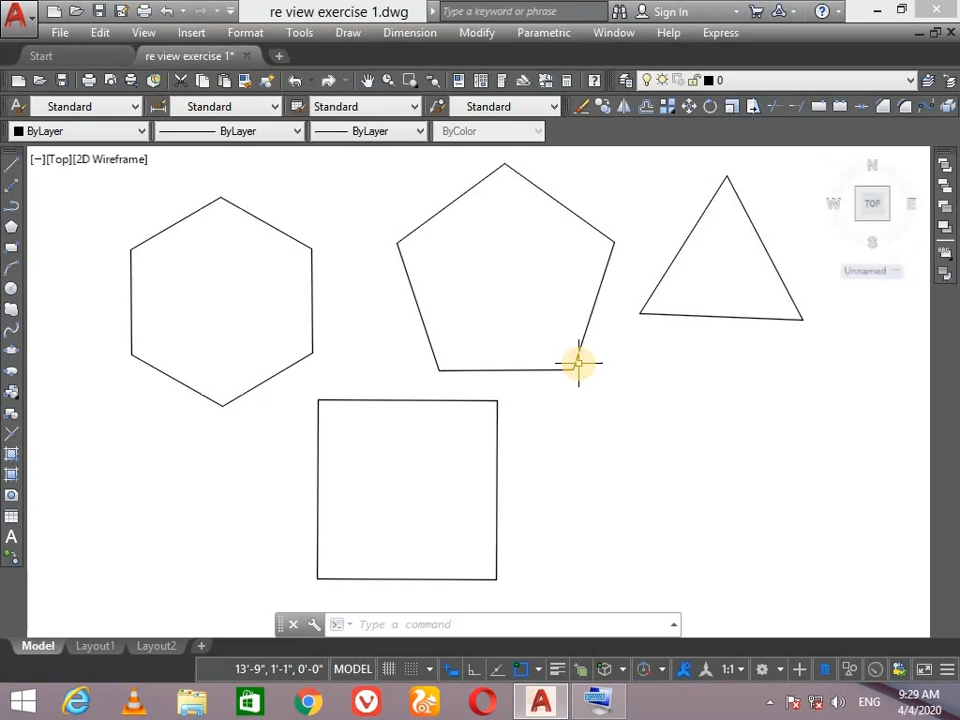 re view exercise 1.dwg
Type a keyword or phrase
Sign In
File Edit View Insert Format Tools Draw Dimension Modify Parametric Window Help Express
Start
re view exercise 1*
0
Standard
Standard
Standard
Standard
ByLayer
ByLayer
ByLayer
ByColor
[−][Top][2D Wireframe]
N
W
TOP
E
S
Unnamed
Type a command
Model
Layout1
Layout2
13'-9", 1'-1", 0'-0"
MODEL
1:1
ENG
9:29 AM
4/4/2020